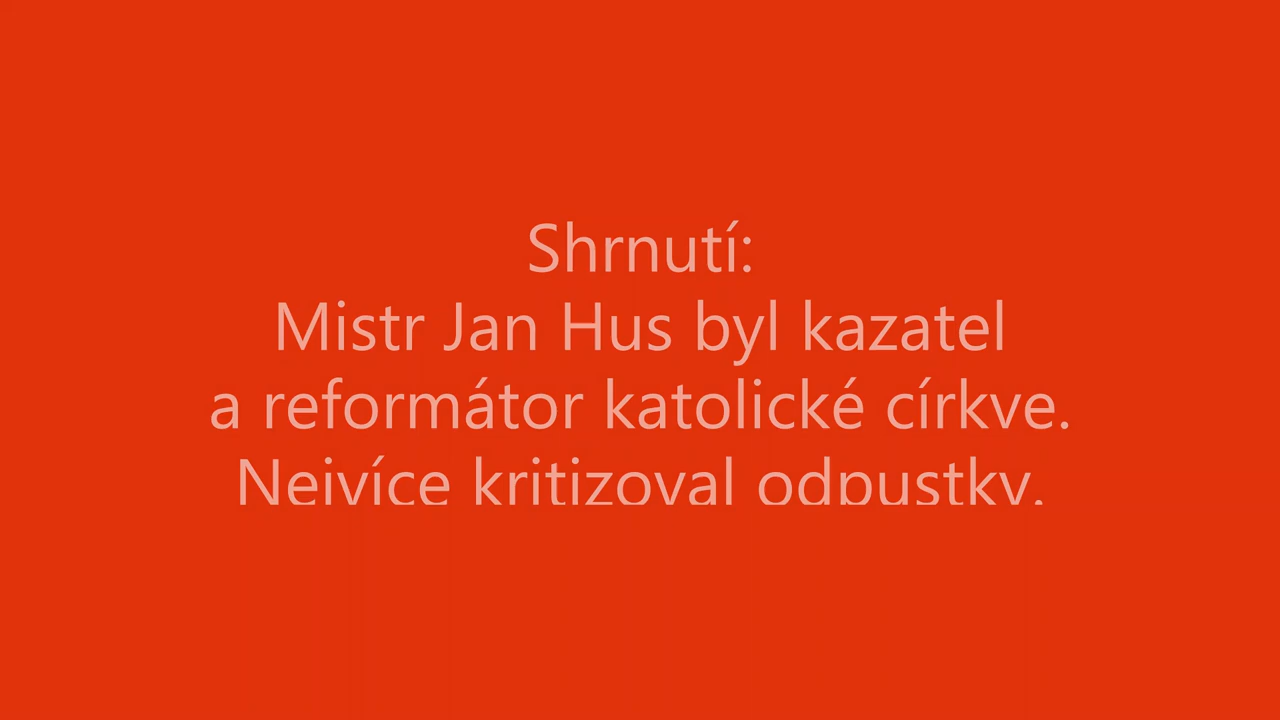 Shrnutí:
Mistr Jan Hus byl kazatel
a reformátor katolické církve.
Nejvíce kritizoval odpustky.